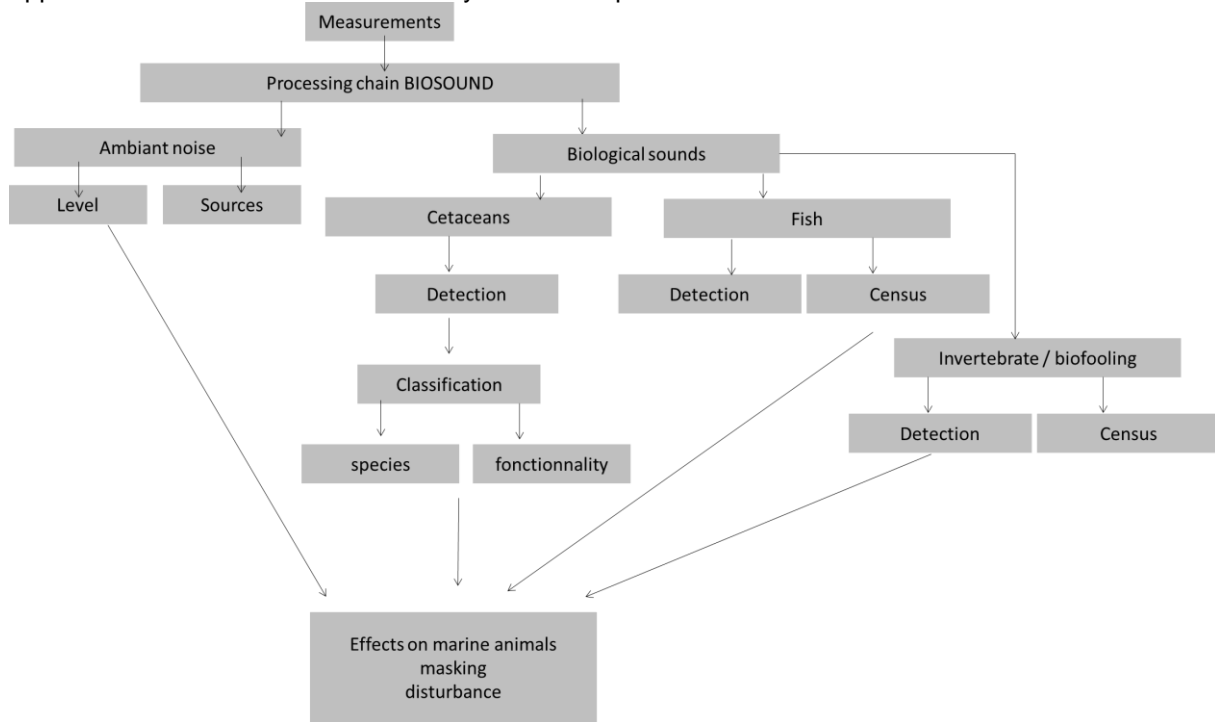 Measurements
Processing chain BIOSOUND
Ambiant noise
Biological sounds
Level
Sources
Cetaceans
Fish
Detection
Detection
Census
Invertebrate / biofooling
Classification
Detection
Census
species
fonctionnality
Effects on marine animals
masking
disturbance